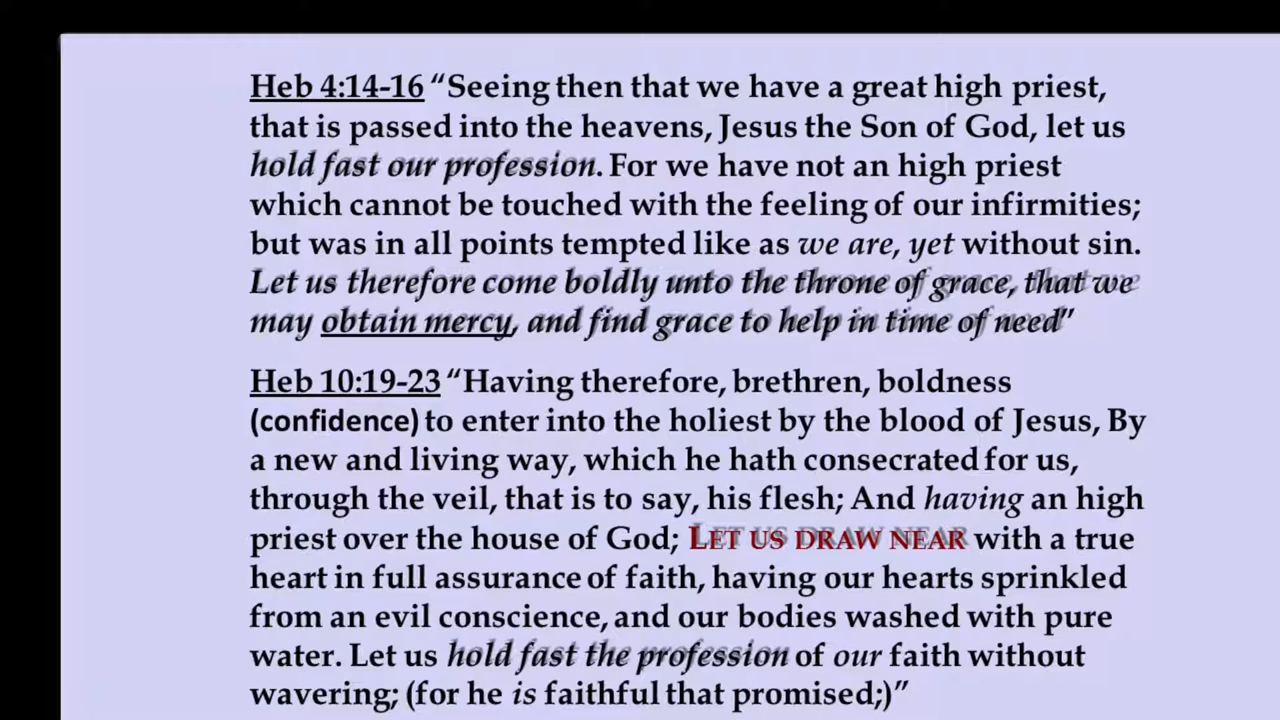 Heb 4:14-16 “Seeing then that we have a great high priest,
that is passed into the heavens, Jesus the Son of God, let us
hold fast our profession. For we have not an high priest
which cannot be touched with the feeling of our infirmities;
but was in all points tempted like as we are, yet without sin.
Let us therefore come boldly unto the throne of grace, that we
may obtain mercy, and find grace to help in time of need”
Heb 10:19-23 “Having therefore, brethren, boldness
(confidence) to enter into the holiest by the blood of Jesus, By
a new and living way, which he hath consecrated for us,
through the veil, that is to say, his flesh; And having an high
priest over the house of God; LET US DRAW NEAR with a true
heart in full assurance of faith, having our hearts sprinkled
from an evil conscience, and our bodies washed with pure
water. Let us hold fast the profession of our faith without
wavering; (for he is faithful that promised;)”